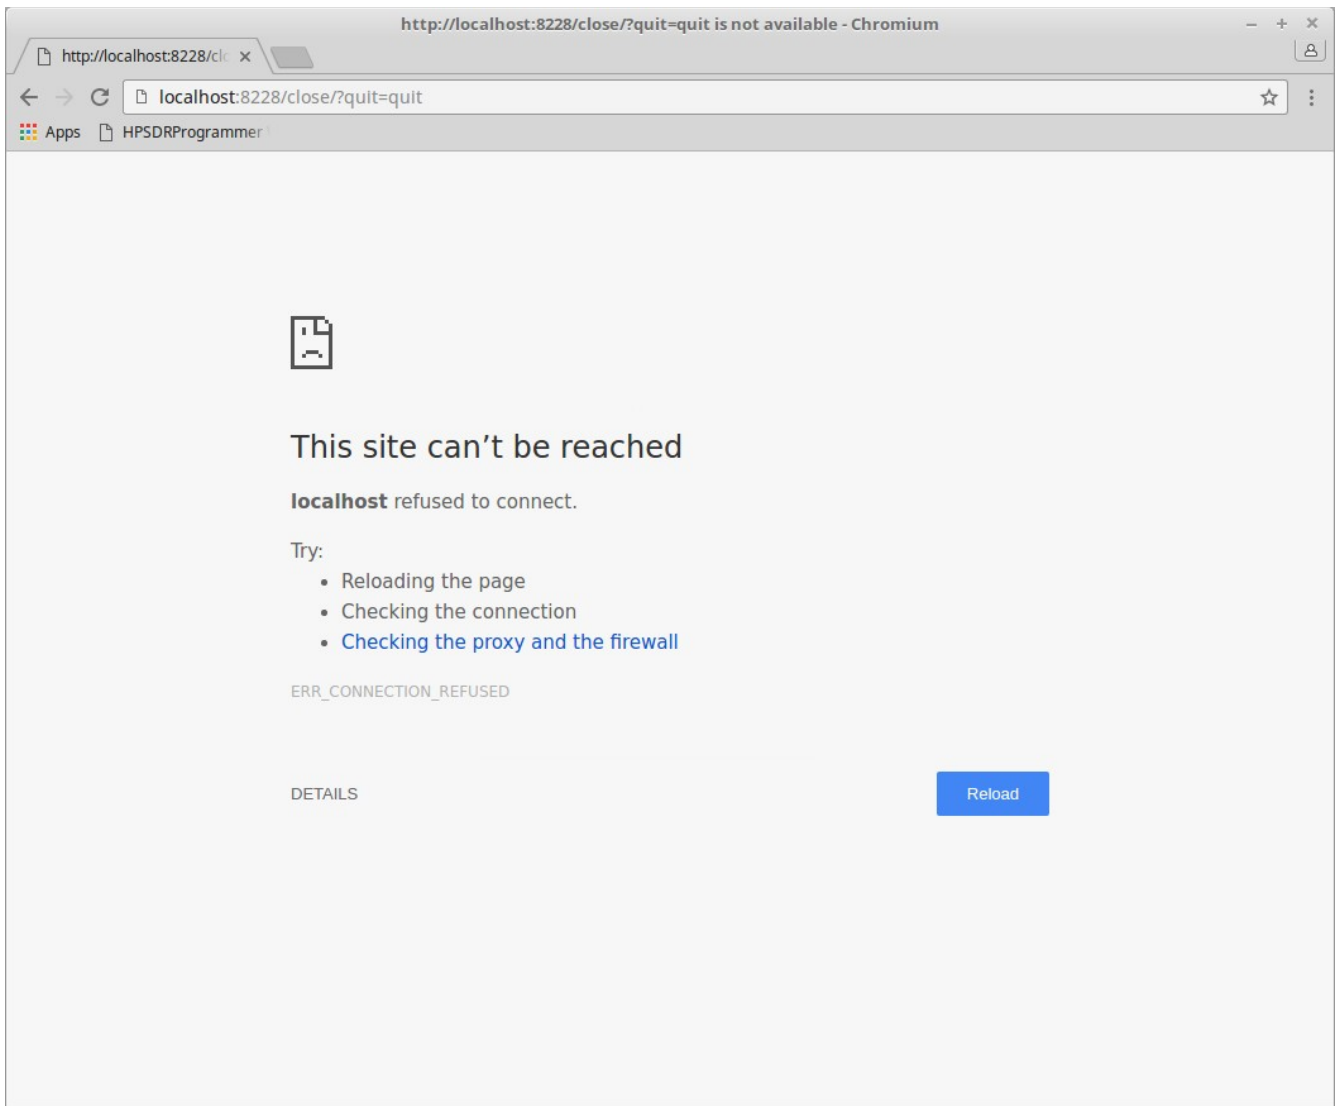 http://localhost:8228/close/?quit=quit is not available - Chromium
http://localhost:8228/clo
localhost:8228/close/?quit=quit
Apps HPSDRProgrammer
This site can’t be reached
localhost refused to connect.
Try:
• Reloading the page
• Checking the connection
• Checking the proxy and the firewall
ERR_CONNECTION_REFUSED
DETAILS Reload